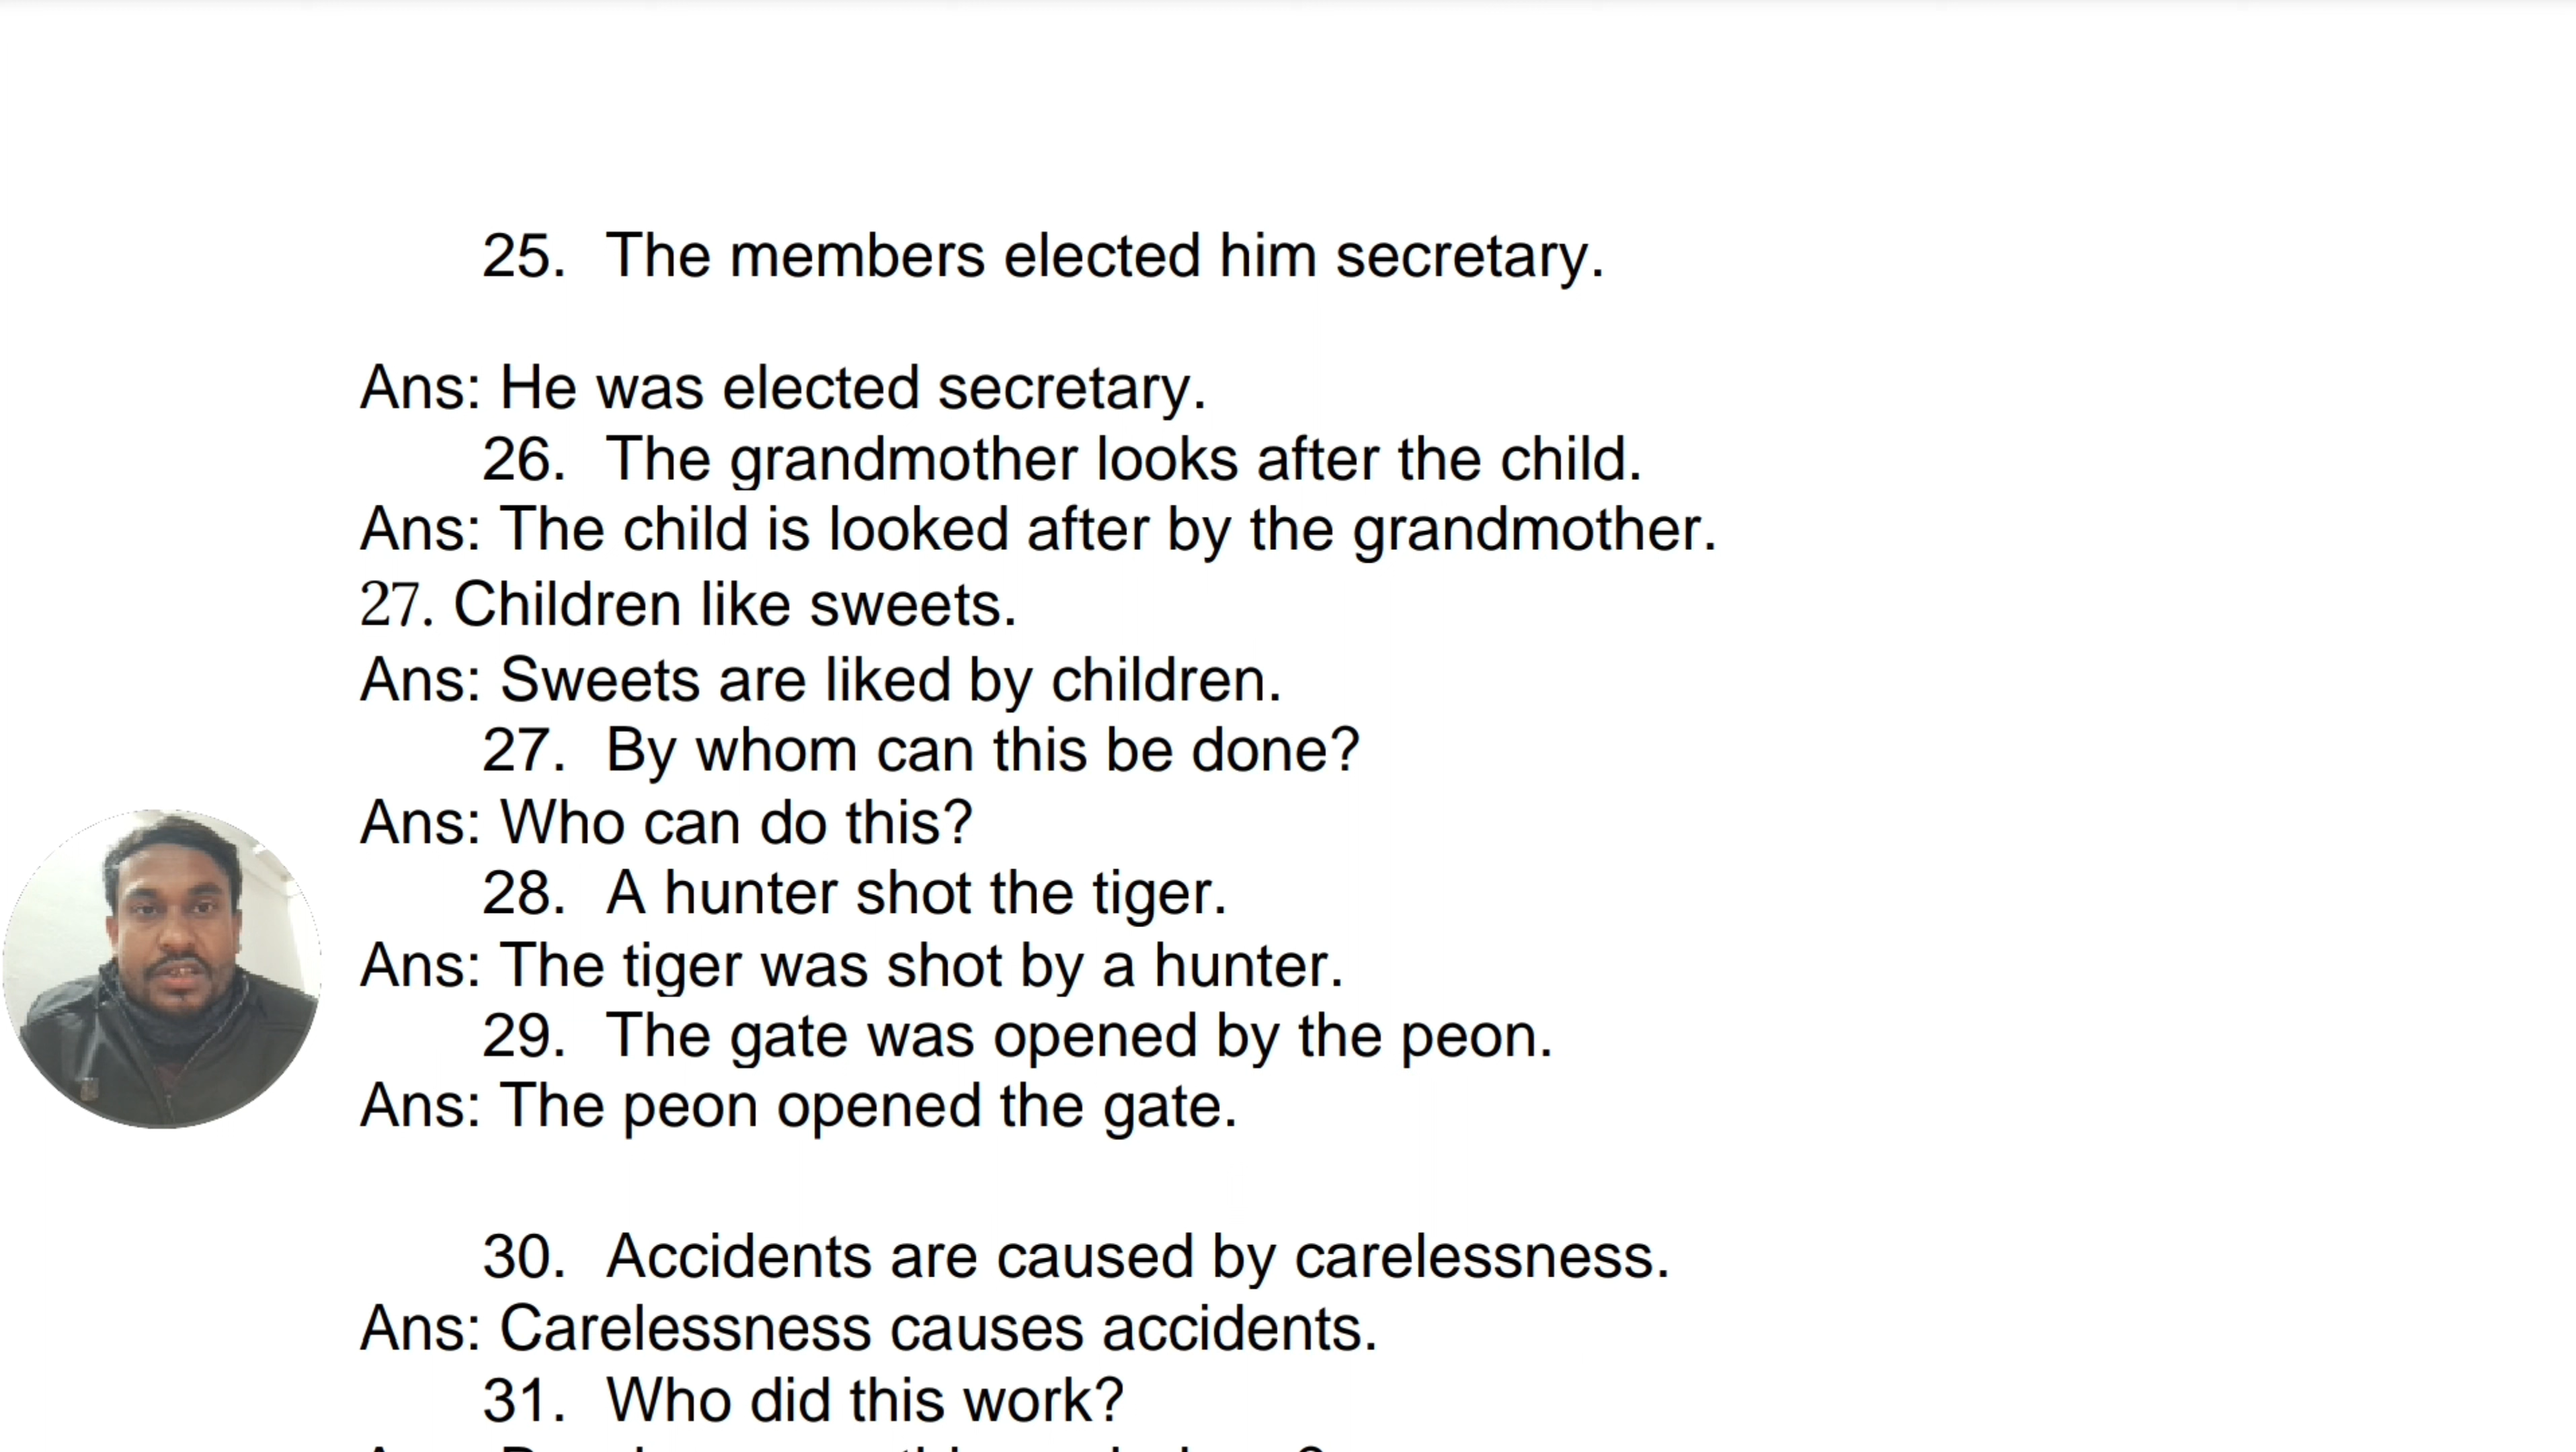 25. The members elected him secretary.
Ans: He was elected secretary.
26. The grandmother looks after the child.
Ans: The child is looked after by the grandmother.
27. Children like sweets.
Ans: Sweets are liked by children.
27. By whom can this be done?
Ans: Who can do this?
28. A hunter shot the tiger.
Ans: The tiger was shot by a hunter.
29. The gate was opened by the peon.
Ans: The peon opened the gate.
30. Accidents are caused by carelessness.
Ans: Carelessness causes accidents.
31. Who did this work?